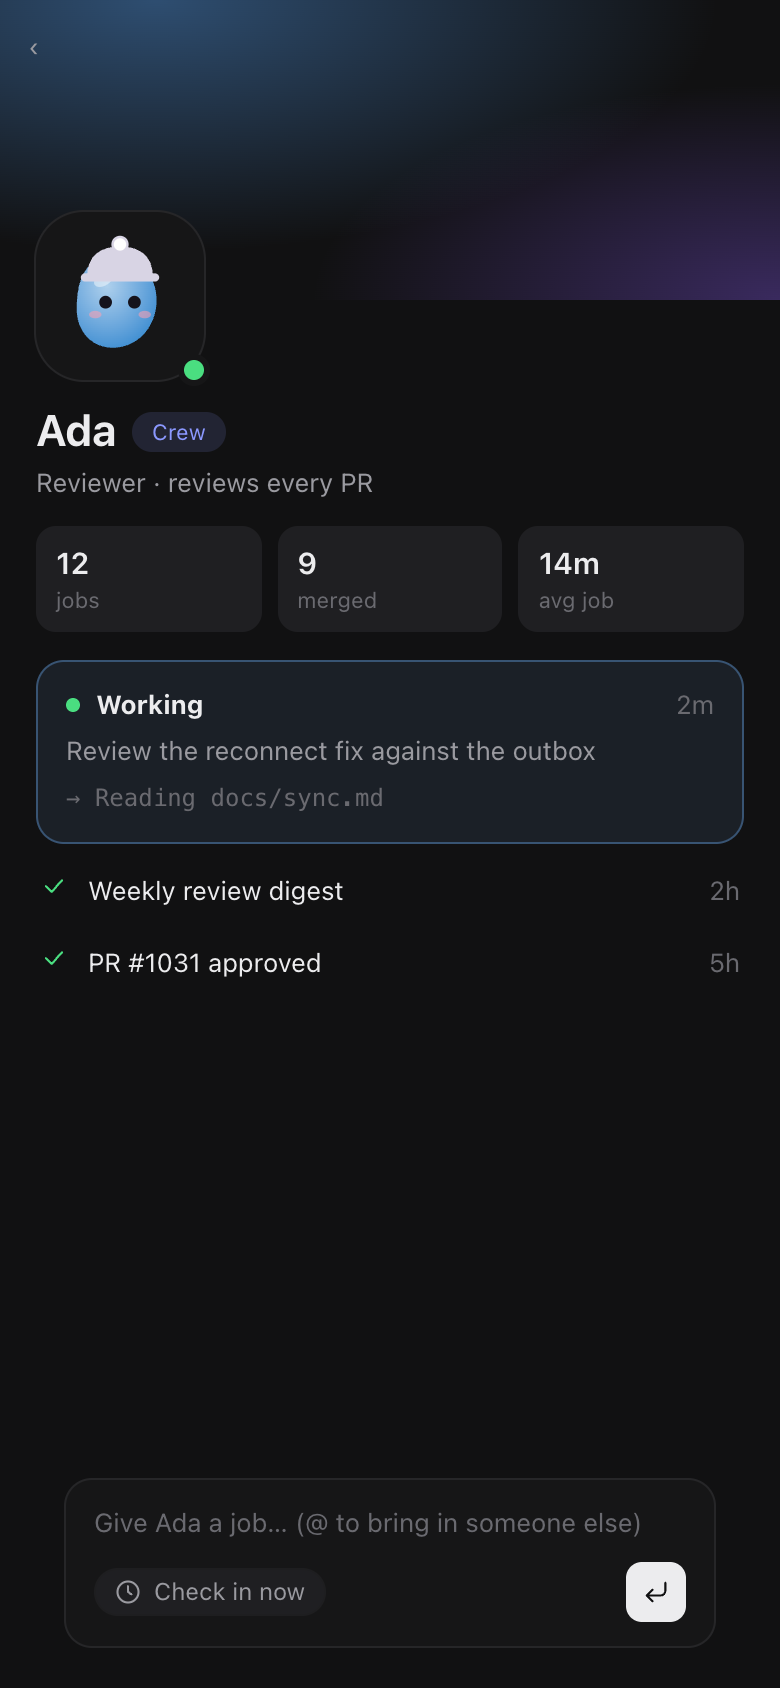 ‹
Ada
Crew
Reviewer · reviews every PR
12
jobs
9
merged
14m
avg job
Working
2m
Review the reconnect fix against the outbox
→ Reading docs/sync.md
Weekly review digest
2h
PR #1031 approved
5h
Give Ada a job... (@ to bring in someone else)
Check in now